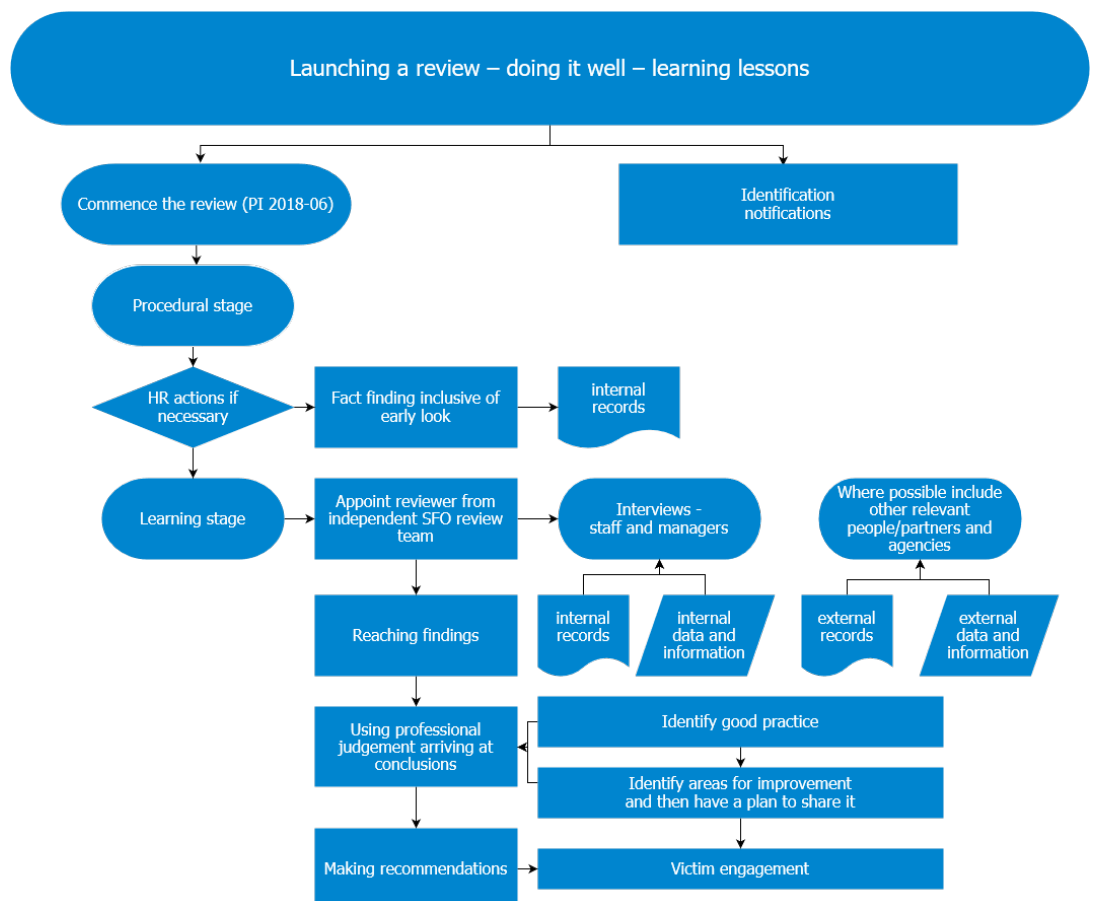 Launching a review – doing it well – learning lessons
Commence the review (PI 2018-06)
Identification
notifications
Procedural stage
HR actions if
necessary
Fact finding inclusive of
early look
internal
records
Learning stage
Appoint reviewer from
independent SFO review
team
Interviews -
staff and managers
Where possible include
other relevant
people/partners and
agencies
Reaching findings
internal
records
internal
data and
information
external
records
external
data and
information
Using professional
judgement arriving at
conclusions
Identify good practice
Identify areas for improvement
and then have a plan to share it
Making recommendations
Victim engagement